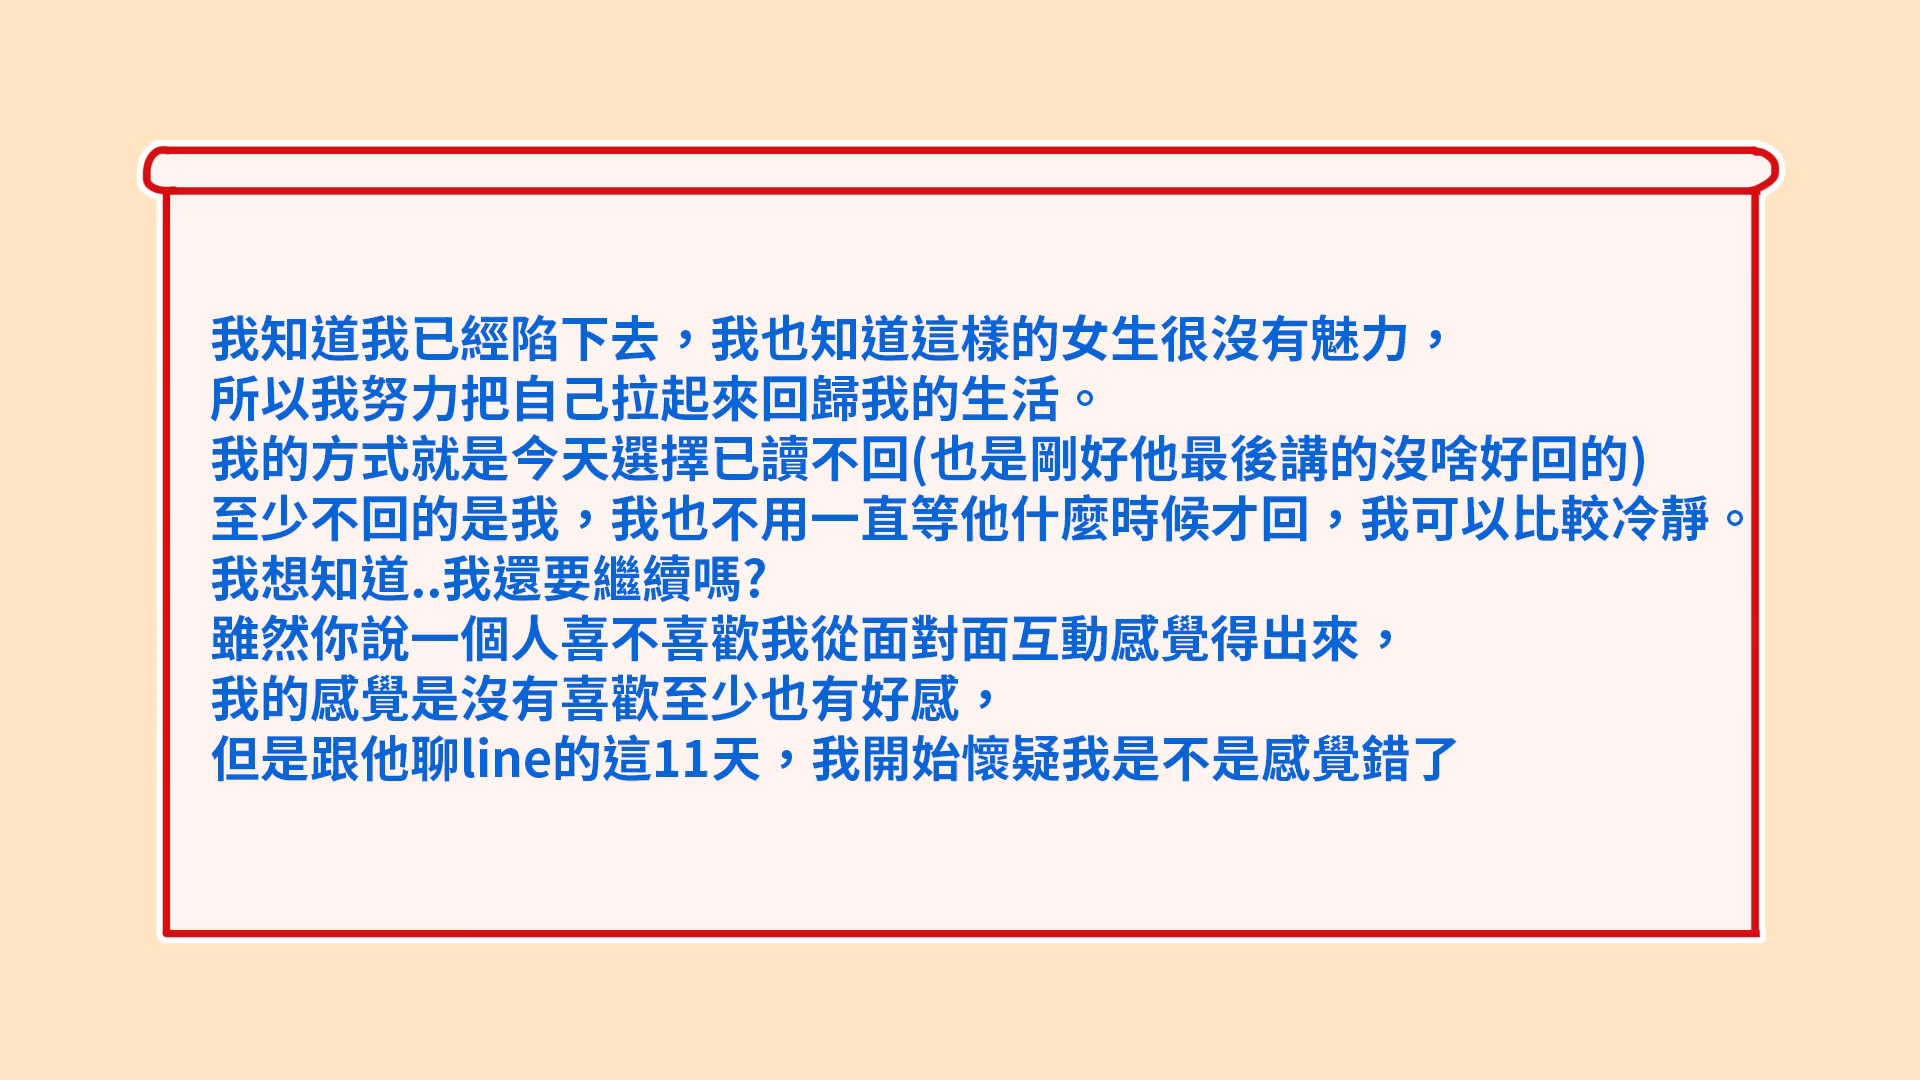 我知道我已經陷下去，我也知道這樣的女生很沒有魅力，
所以我努力把自己拉起來回歸我的生活。
我的方式就是今天選擇已讀不回(也是剛好他最後講的沒啥好回的)
至少不回的是我，我也不用一直等他什麼時候才回，我可以比較冷靜。
我想知道..我還要繼續嗎?
雖然你說一個人喜不喜歡我從面對面互動感覺得出來，
我的感覺是沒有喜歡至少也有好感，
但是跟他聊line的這11天，我開始懷疑我是不是感覺錯了